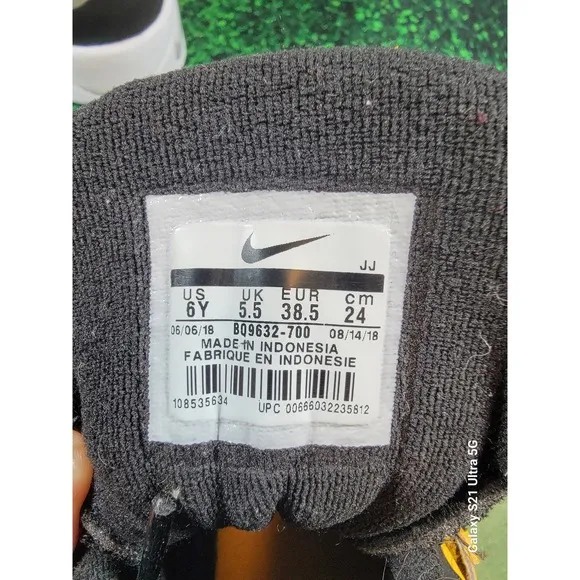 JJ
US UK EUR cm
6Y 5.5 38.5 24
06/06/18 BQ9632-700 08/14/18
MADE IN INDONESIA
FABRIQUE EN INDONESIE
108535634 UPC 00666032235812
Galaxy S21 Ultra 5G